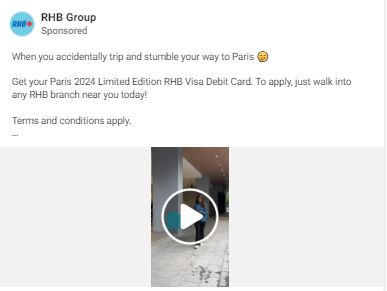 RHB
RHB Group
Sponsored
When you accidentally trip and stumble your way to Paris 😊
Get your Paris 2024 Limited Edition RHB Visa Debit Card. To apply, just walk into
any RHB branch near you today!
Terms and conditions apply.
...